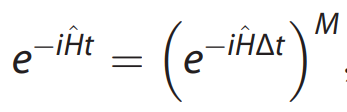 e^{-iĤt} = (e^{-iĤΔt})^M,